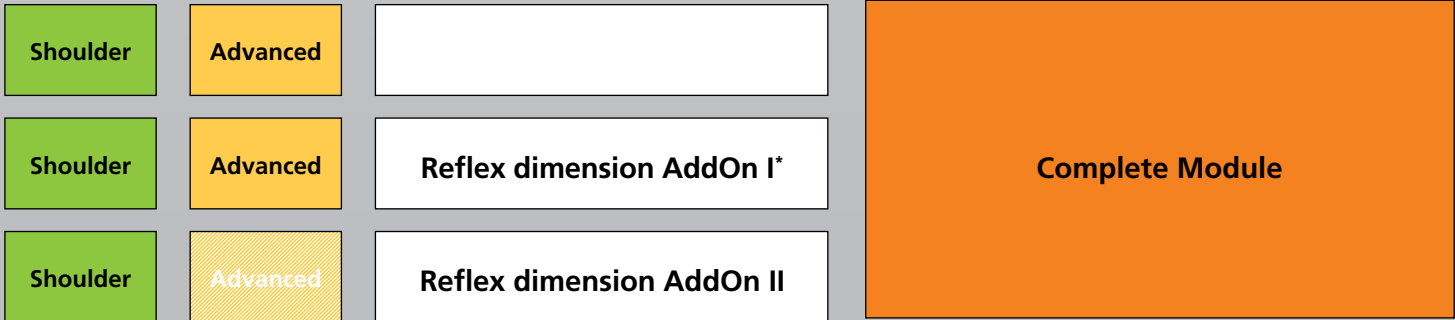 Shoulder Advanced
Shoulder Advanced Reflex dimension AddOn I* Complete Module
Shoulder Advanced Reflex dimension AddOn II